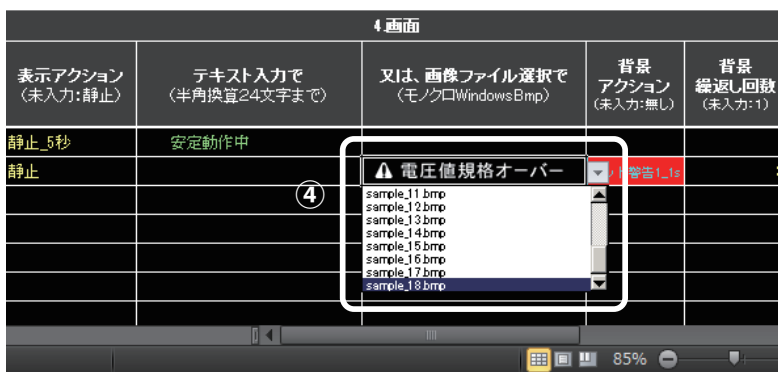 4.画面
表示アクション
(未入力:静止)
テキスト入力で
(半角換算24文字まで)
又は、画像ファイル選択で
(モノクロWindowsBmp)
背景
アクション
(未入力:無し)
背景
繰返し回数
(未入力:1)
静止_5秒
安定動作中
静止
電圧値規格オーバー
警告1_1s
④
sample_11.bmp
sample_12.bmp
sample_13.bmp
sample_14.bmp
sample_15.bmp
sample_16.bmp
sample_17.bmp
sample_18.bmp
85%